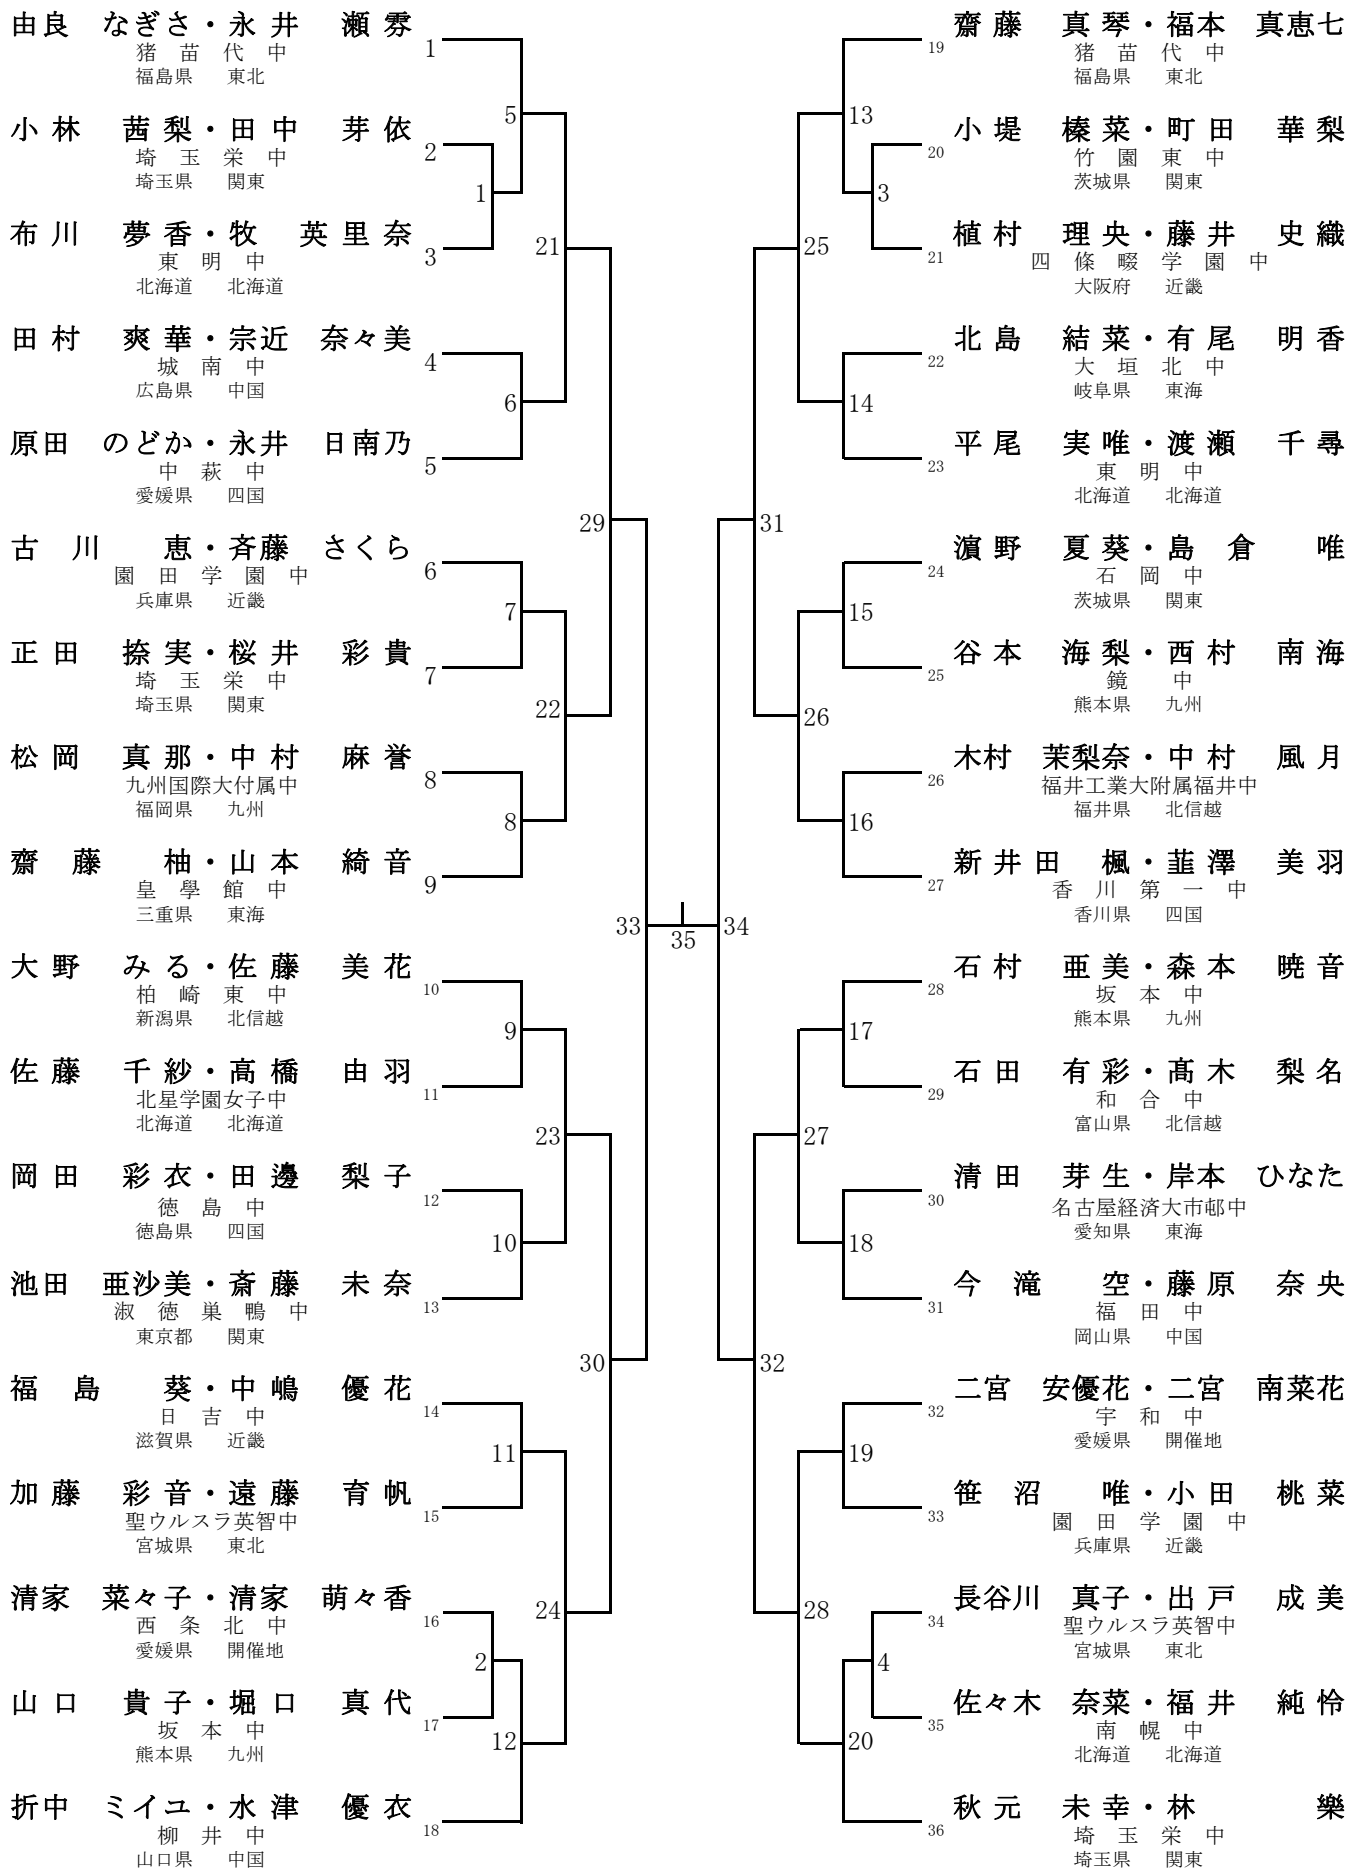 由良 なぎさ・永井 瀬雰
猪苗代中
福島県 東北
1
小林 茜梨・田中 芽依
埼玉栄中
埼玉県 関東
2
布川 夢香・牧 英里奈
東明中
北海道 北海道
3
田村 爽華・宗近 奈々美
城南中
広島県 中国
4
原田 のどか・永井 日南乃
中萩中
愛媛県 四国
5
古川 恵・斉藤 さくら
園田学園中
兵庫県 近畿
6
正田 捺実・桜井 彩貴
埼玉栄中
埼玉県 関東
7
松岡 真那・中村 麻誉
九州国際大付属中
福岡県 九州
8
齋藤 柚・山本 綺音
皇學館中
三重県 東海
9
大野 みる・佐藤 美花
柏崎東中
新潟県 北信越
10
佐藤 千紗・高橋 由羽
北星学園女子中
北海道 北海道
11
岡田 彩衣・田邊 梨子
徳島中
徳島県 四国
12
池田 亜沙美・斎藤 未奈
淑徳巣鴨中
東京都 関東
13
福島 葵・中嶋 優花
日吉中
滋賀県 近畿
14
加藤 彩音・遠藤 育帆
聖ウルスラ英智中
宮城県 東北
15
清家 菜々子・清家 萌々香
西条北中
愛媛県 開催地
16
山口 貴子・堀口 真代
坂本中
熊本県 九州
17
折中 ミイユ・水津 優衣
柳井中
山口県 中国
18
1
2
5
6
7
8
9
10
11
12
21
22
23
24
29
30
33
35
34
31
32
25
26
27
28
13
14
15
16
17
18
19
20
3
4
19
齋藤 真琴・福本 真恵七
猪苗代中
福島県 東北
20
小堤 榛菜・町田 華梨
竹園東中
茨城県 関東
21
植村 理央・藤井 史織
四條畷学園中
大阪府 近畿
22
北島 結菜・有尾 明香
大垣北中
岐阜県 東海
23
平尾 実唯・渡瀬 千尋
東明中
北海道 北海道
24
濵野 夏葵・島倉 唯
石岡中
茨城県 関東
25
谷本 海梨・西村 南海
鏡中
熊本県 九州
26
木村 茉梨奈・中村 風月
福井工業大附属福井中
福井県 北信越
27
新井田 楓・韮澤 美羽
香川第一中
香川県 四国
28
石村 亜美・森本 暁音
坂本中
熊本県 九州
29
石田 有彩・髙木 梨名
和合中
富山県 北信越
30
清田 芽生・岸本 ひなた
名古屋経済大市邨中
愛知県 東海
31
今滝 空・藤原 奈央
福田中
岡山県 中国
32
二宮 安優花・二宮 南菜花
宇和中
愛媛県 開催地
33
笹沼 唯・小田 桃菜
園田学園中
兵庫県 近畿
34
長谷川 真子・出戸 成美
聖ウルスラ英智中
宮城県 東北
35
佐々木 奈菜・福井 純怜
南幌中
北海道 北海道
36
秋元 未幸・林 樂
埼玉栄中
埼玉県 関東